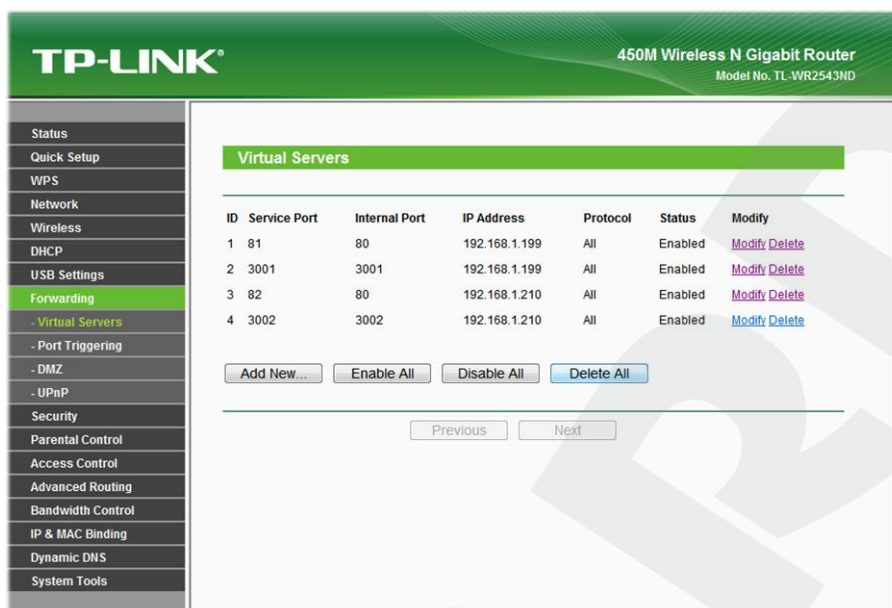 TP-LINK®
450M Wireless N Gigabit Router
Model No. TL-WR2543ND
Status
Quick Setup
WPS
Network
Wireless
DHCP
USB Settings
Forwarding
- Virtual Servers
- Port Triggering
- DMZ
- UPnP
Security
Parental Control
Access Control
Advanced Routing
Bandwidth Control
IP & MAC Binding
Dynamic DNS
System Tools
Virtual Servers
ID Service Port Internal Port IP Address Protocol Status Modify
1 81 80 192.168.1.199 All Enabled Modify Delete
2 3001 3001 192.168.1.199 All Enabled Modify Delete
3 82 80 192.168.1.210 All Enabled Modify Delete
4 3002 3002 192.168.1.210 All Enabled Modify Delete
Add New... Enable All Disable All Delete All
Previous Next